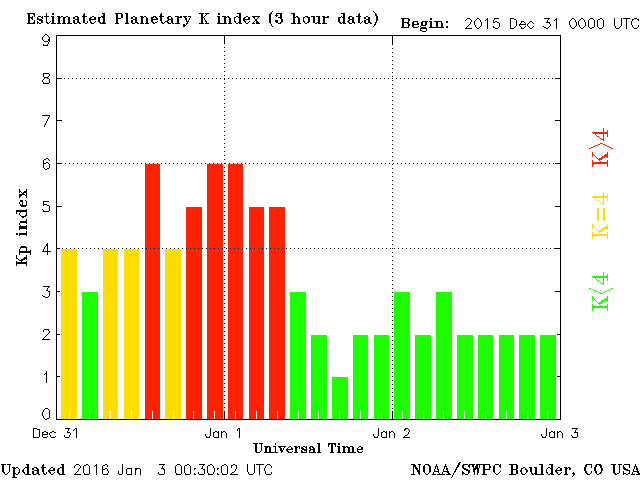 Estimated Planetary K index (3 hour data) Begin: 2015 Dec 31 0000 UTC
9
8
7
6
5
4
3
2
1
0
Kp index
K>4
K=4
K<4
Dec 31 Jan 1 Jan 2 Jan 3
Universal Time
Updated 2016 Jan 3 00:30:02 UTC NOAA/SWPC Boulder, CO USA